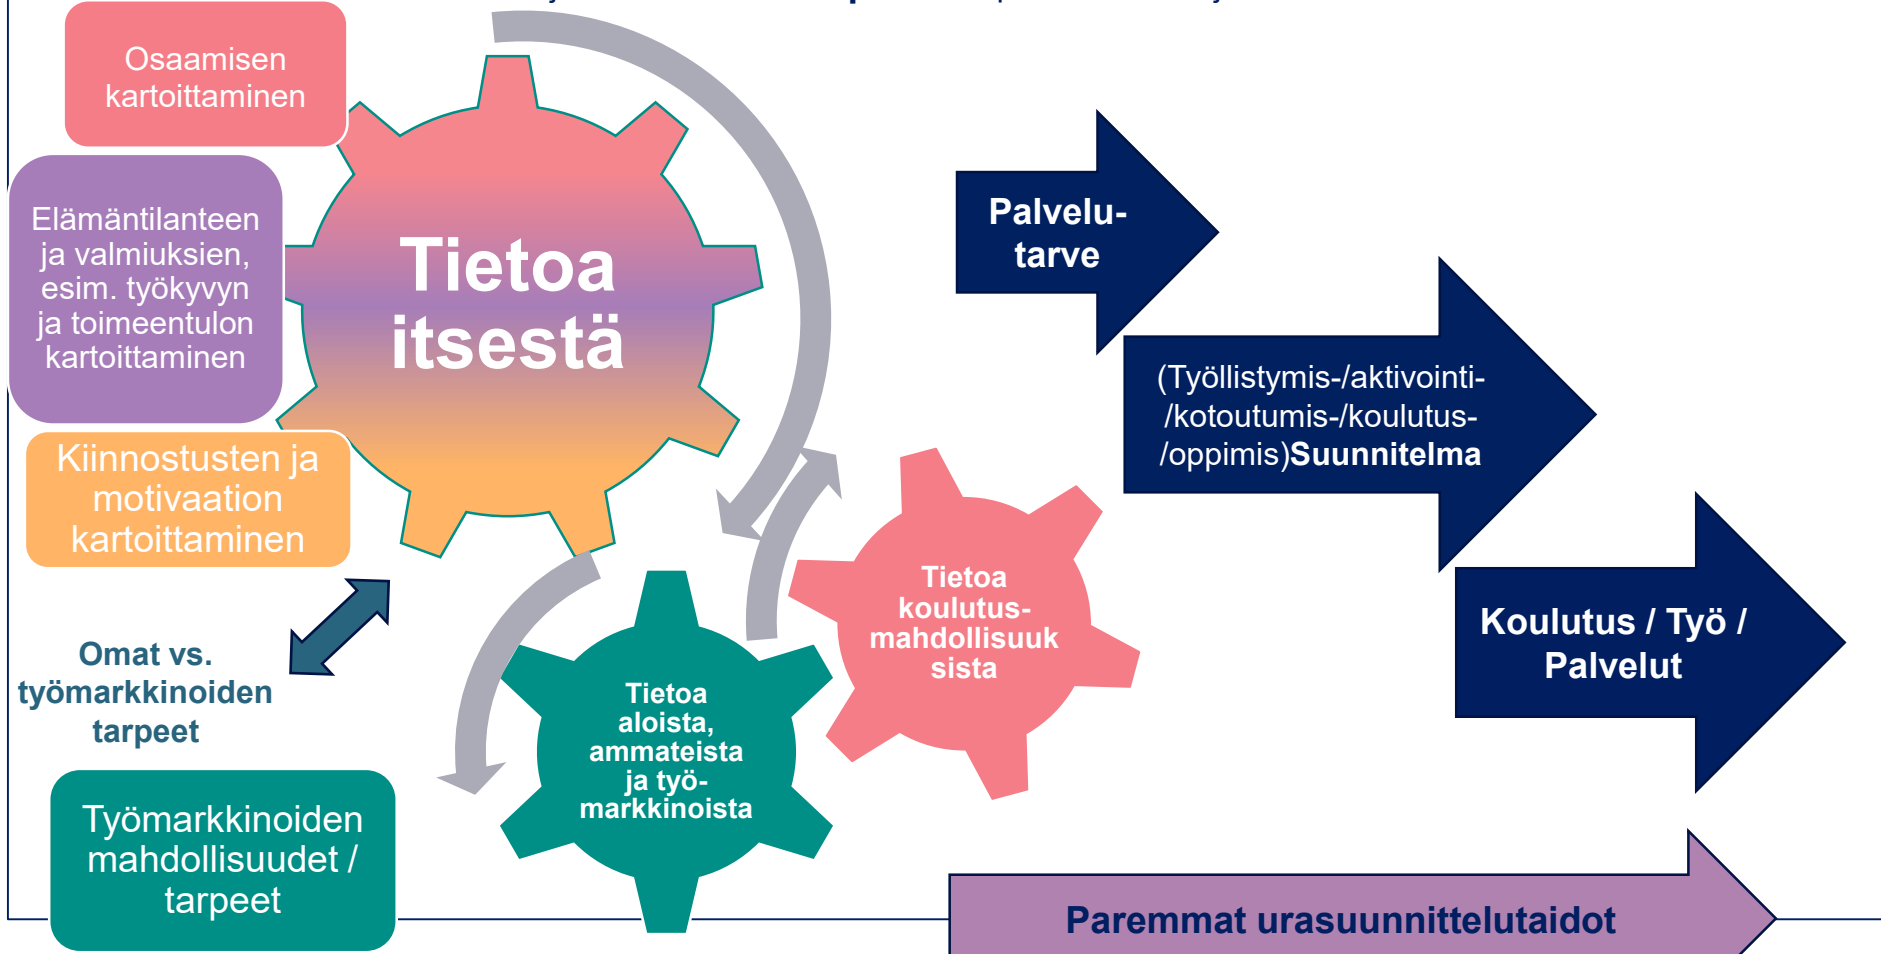 Osaamisen
kartoittaminen
Elämäntilanteen
ja valmiuksien,
esim. työkyvyn
ja toimeentulon
kartoittaminen
Kiinnostusten ja
motivaation
kartoittaminen
Omat vs.
työmarkkinoiden
tarpeet
Työmarkkinoiden
mahdollisuudet /
tarpeet
Tietoa
itsestä
Tietoa
aloista,
ammateista
ja työ-
markkinoista
Tietoa
koulutus-
mahdollisuuk
sista
Palvelu-
tarve
(Työllistymis-/aktivointi-
/kotoutumis-/koulutus-
/oppimis)Suunnitelma
Koulutus / Työ /
Palvelut
Paremmat urasuunnittelutaidot